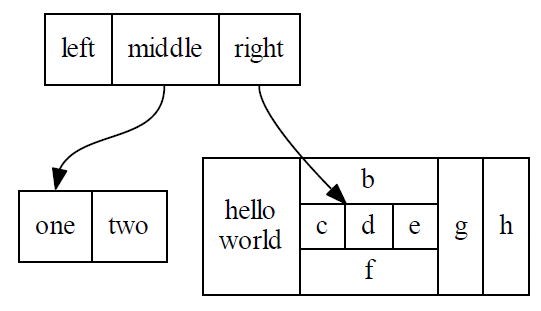 left middle right
one two
hello
world
b
c d e
f
g h